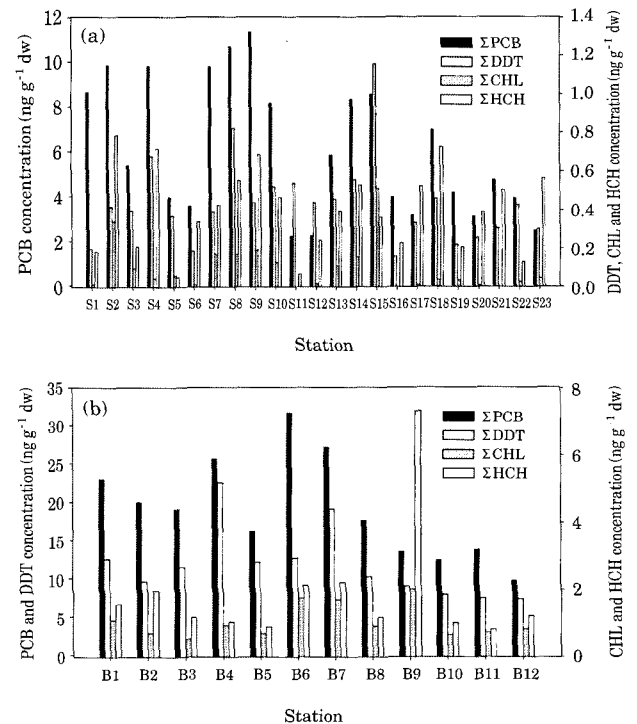 (a)
12
10
8
6
4
2
0
PCB concentration (ng g⁻¹ dw)
1.4
1.2
1.0
0.8
0.6
0.4
0.2
0.0
DDT, CHL and HCH concentration (ng g⁻¹ dw)
ΣPCB
ΣDDT
ΣCHL
ΣHCH
S1 S2 S3 S4 S5 S6 S7 S8 S9 S10 S11 S12 S13 S14 S15 S16 S17 S18 S19 S20 S21 S22 S23
Station
(b)
35
30
25
20
15
10
5
0
PCB and DDT concentration (ng g⁻¹ dw)
8
6
4
2
0
CHL and HCH concentration (ng g⁻¹ dw)
ΣPCB
ΣDDT
ΣCHL
ΣHCH
B1 B2 B3 B4 B5 B6 B7 B8 B9 B10 B11 B12
Station